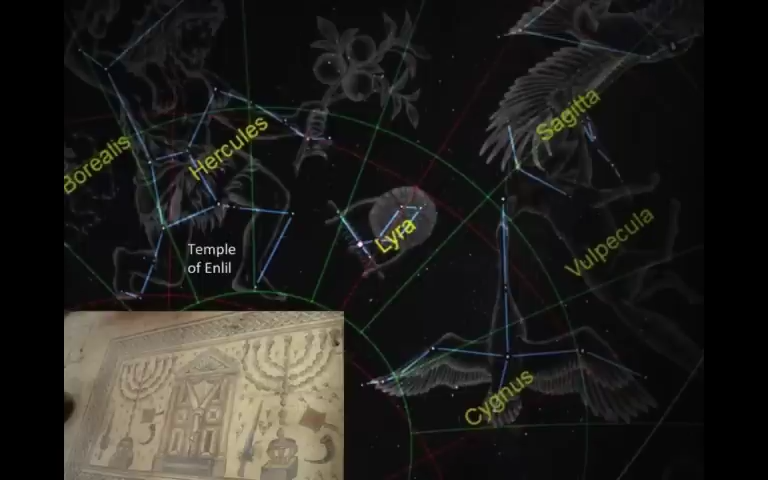 Sagitta
Borealis
Hercules
Lyra
Vulpecula
Temple
of Enlil
Cygnus